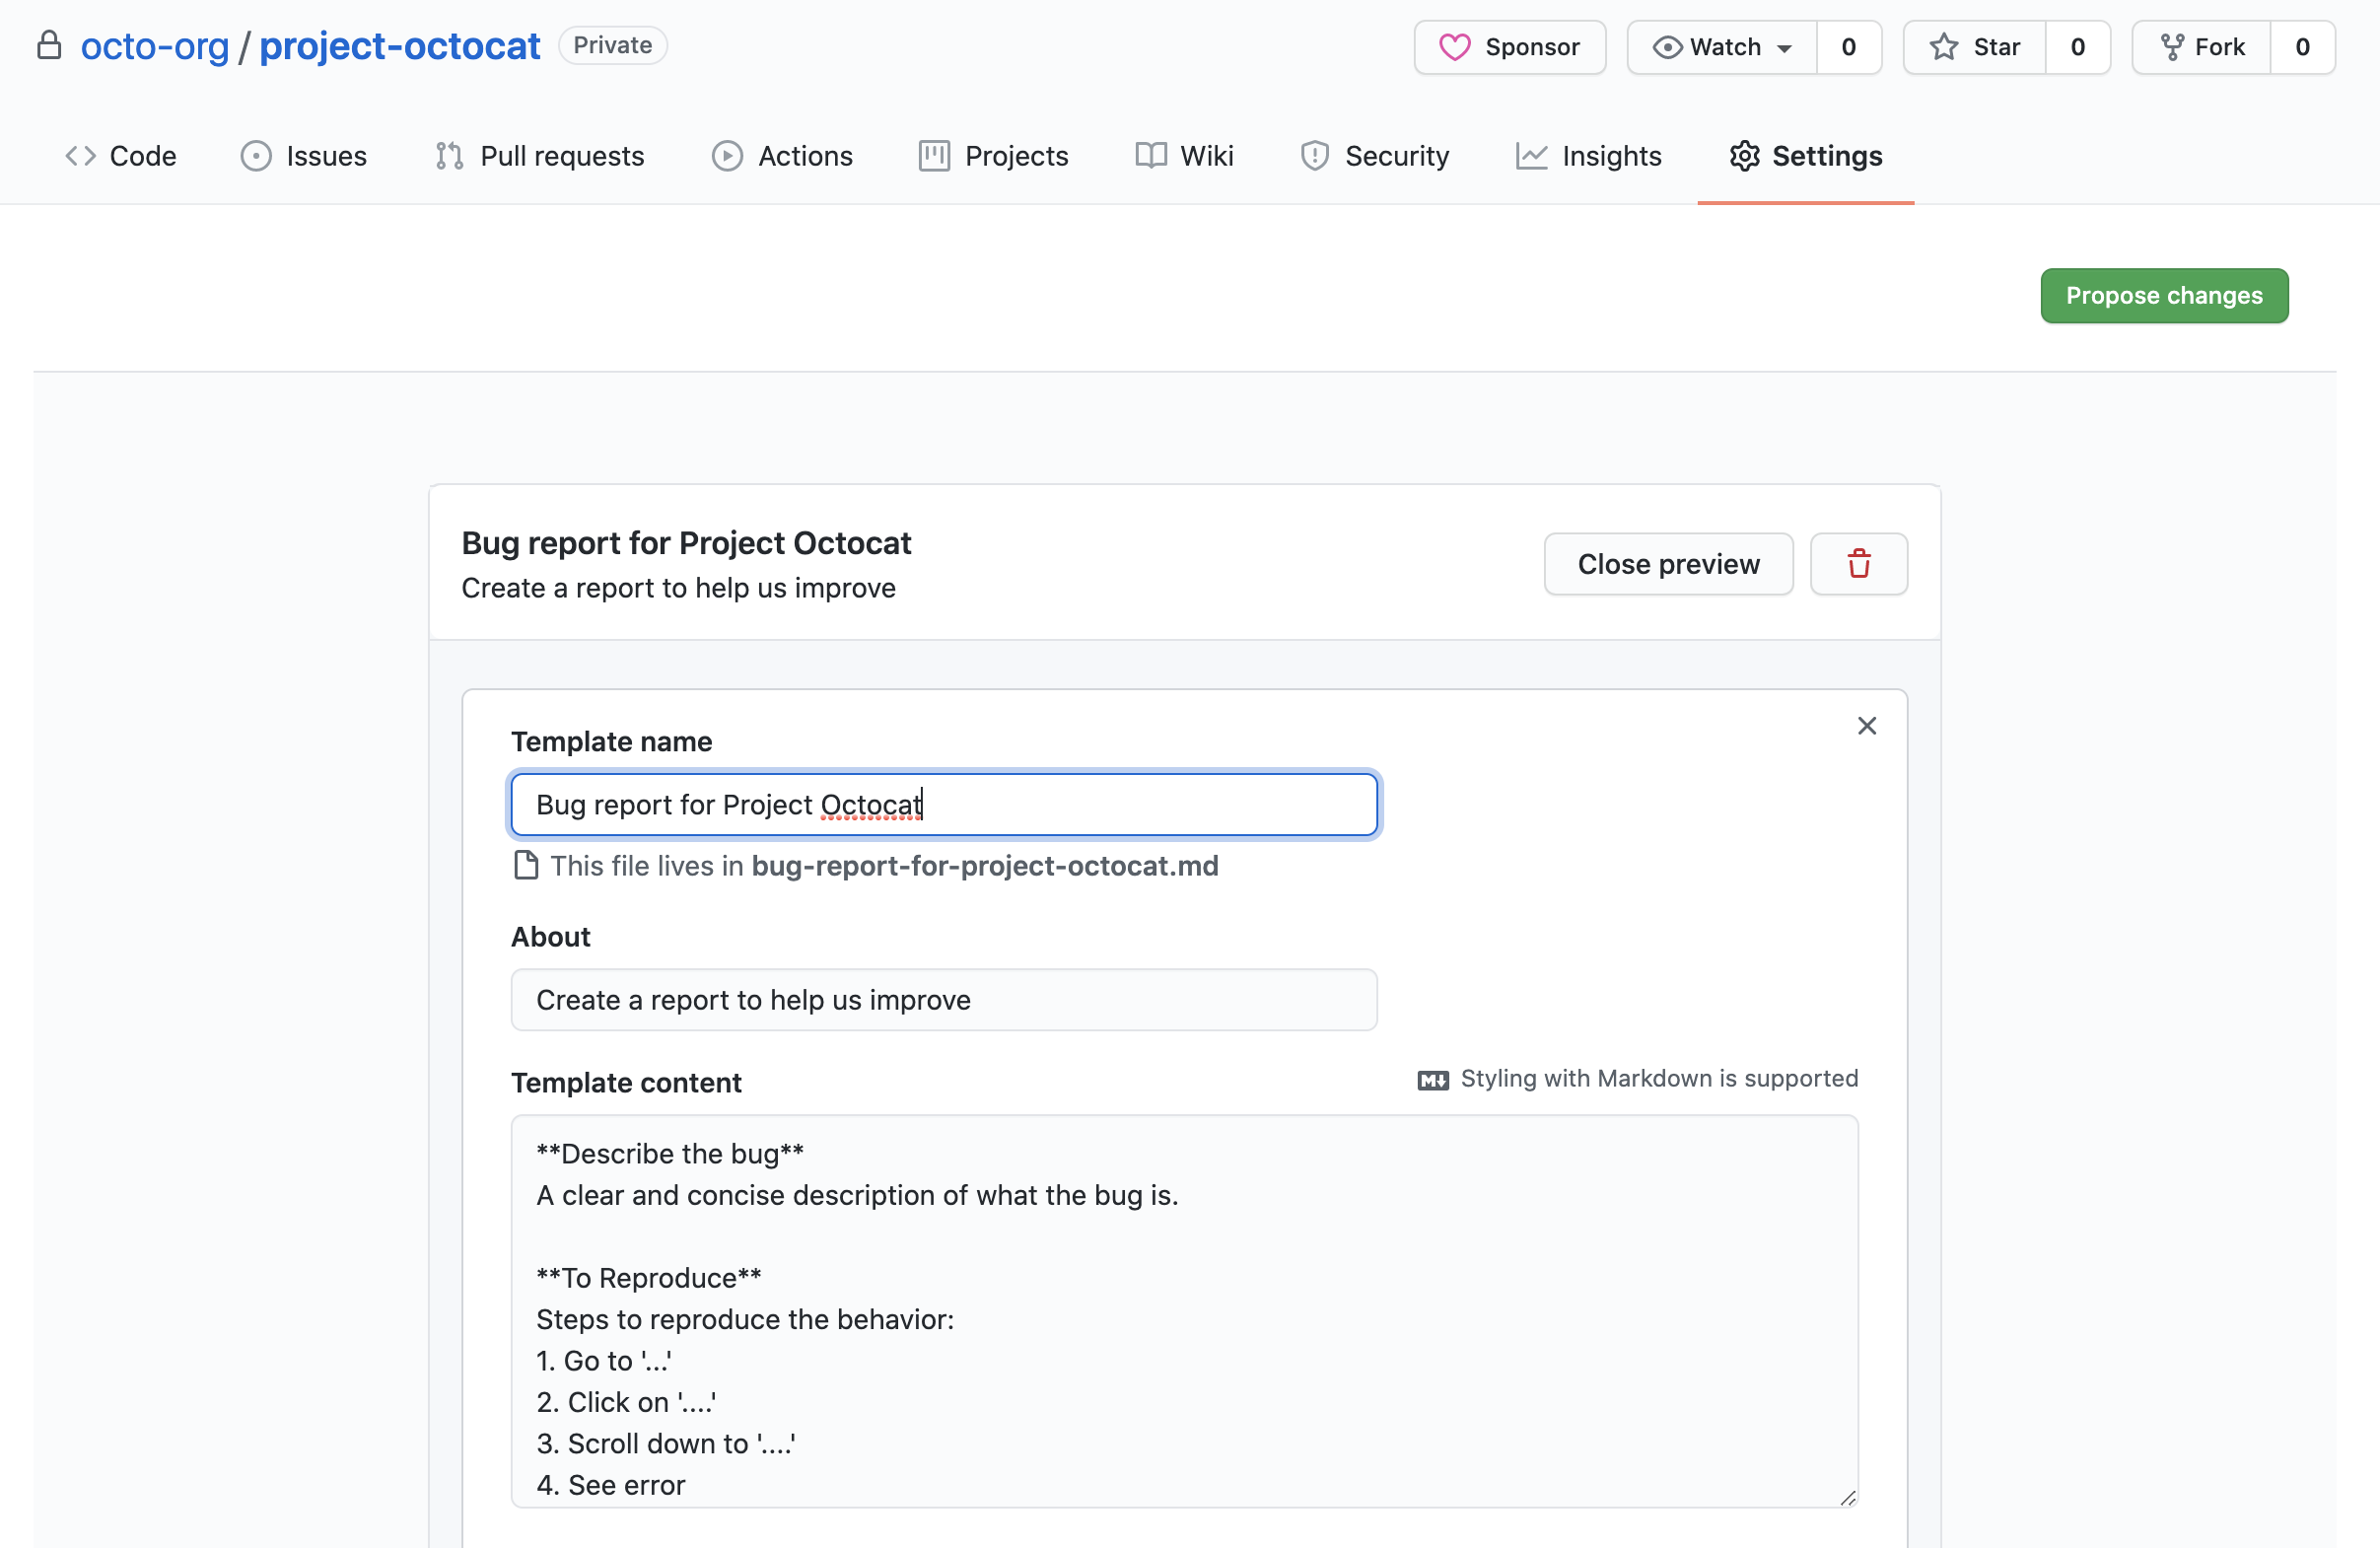 octo-org / project-octocat Private Sponsor Watch 0 Star 0 Fork 0
Code Issues Pull requests Actions Projects Wiki Security Insights Settings
Propose changes
Bug report for Project Octocat
Create a report to help us improve
Close preview
Template name
Bug report for Project Octocat
This file lives in bug-report-for-project-octocat.md
About
Create a report to help us improve
Template content
M Styling with Markdown is supported
**Describe the bug**
A clear and concise description of what the bug is.
**To Reproduce**
Steps to reproduce the behavior:
1. Go to '...'
2. Click on '....'
3. Scroll down to '....'
4. See error